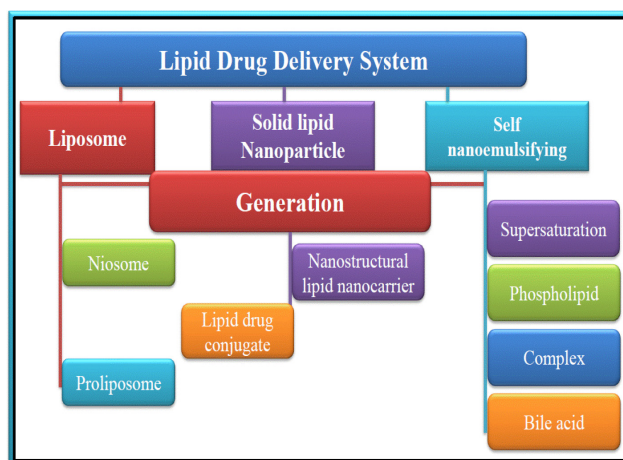 Lipid Drug Delivery System
Liposome
Solid lipid
Nanoparticle
Self
nanoemulsifying
Generation
Niosome
Proliposome
Nanostructural
lipid nanocarrier
Lipid drug
conjugate
Supersaturation
Phospholipid
Complex
Bile acid